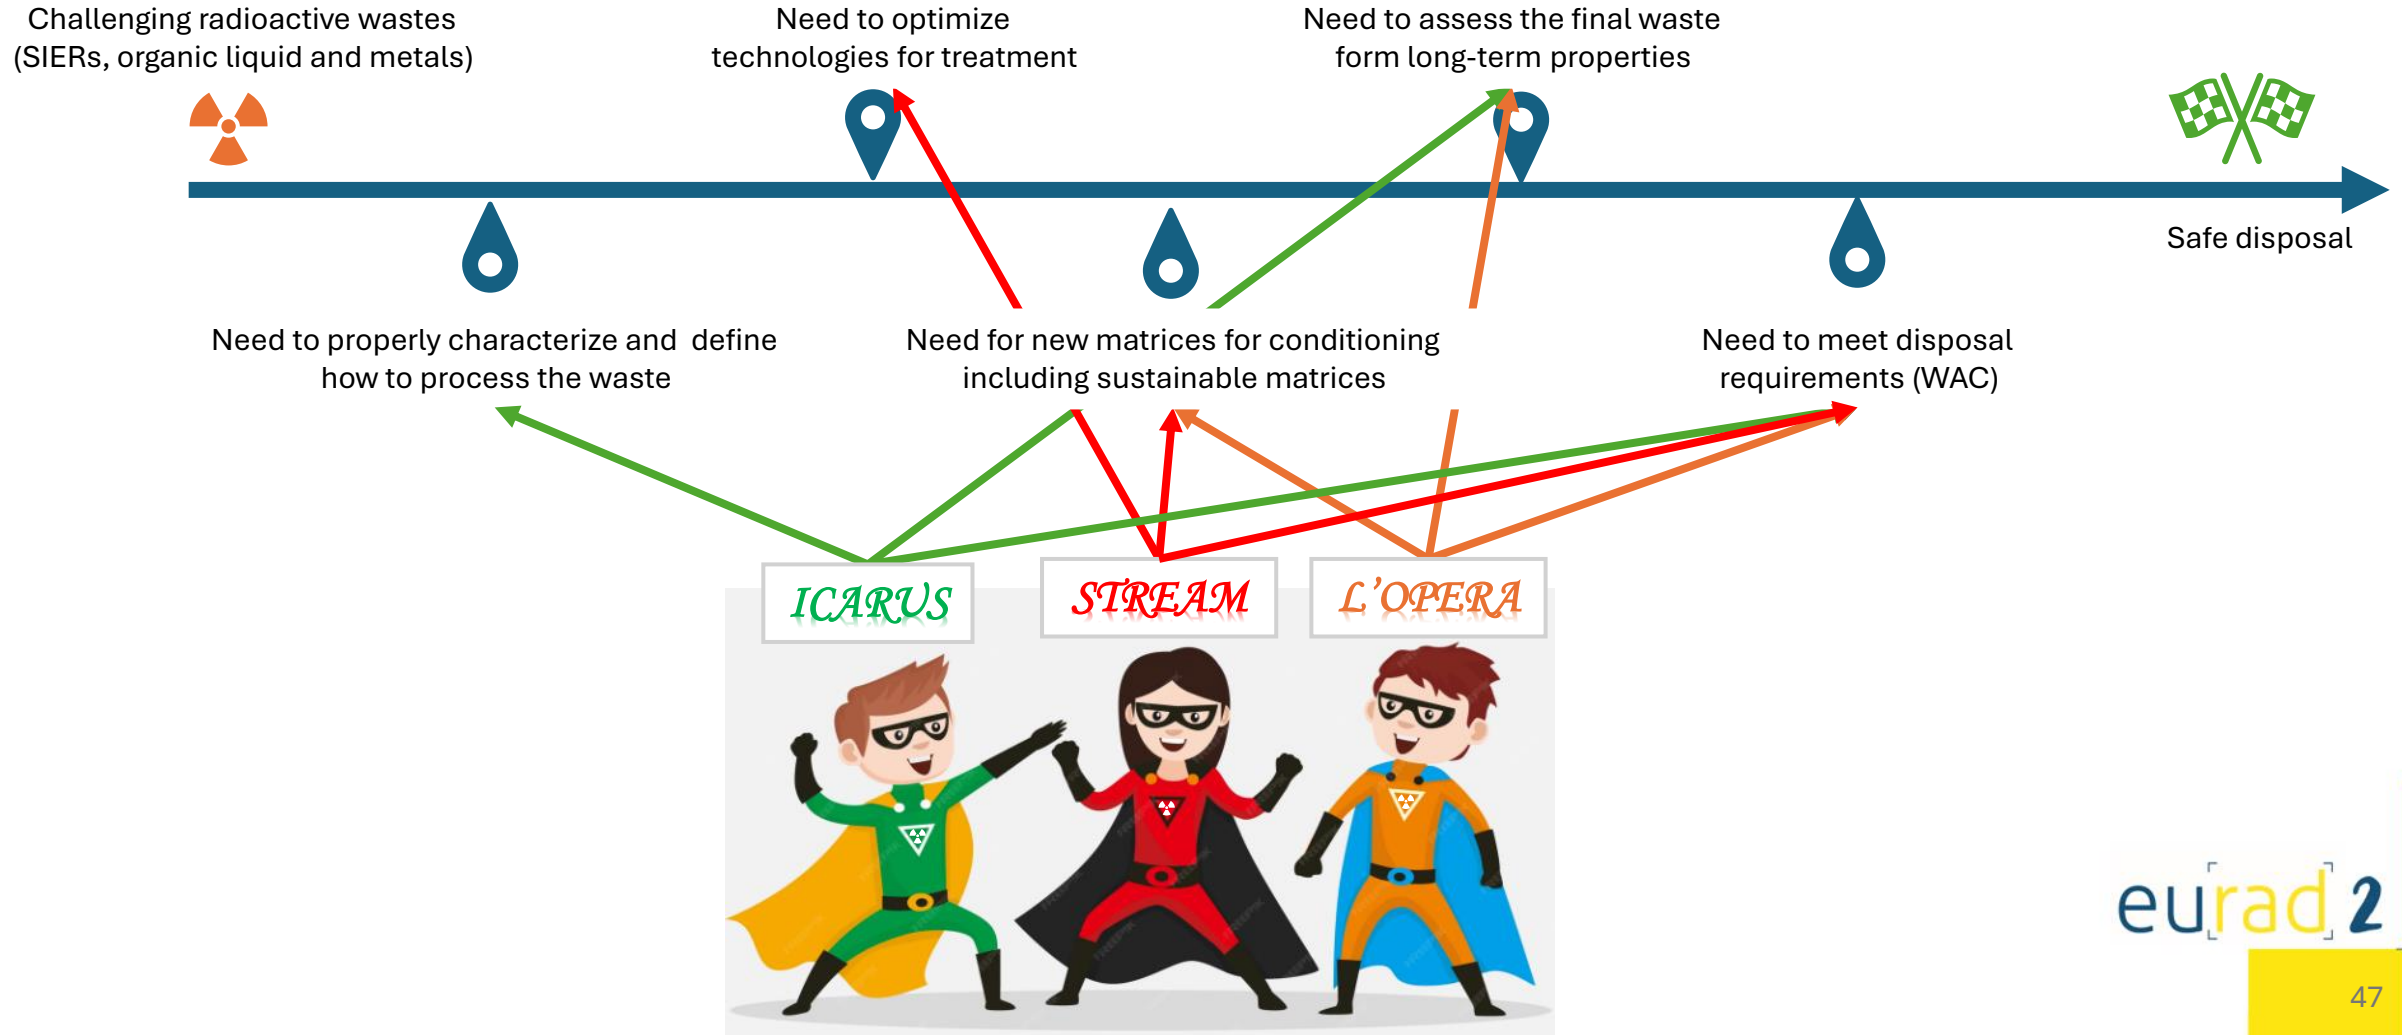 Challenging radioactive wastes
(SIERs, organic liquid and metals)
Need to optimize
technologies for treatment
Need to assess the final waste
form long-term properties
Safe disposal
Need to properly characterize and  define
how to process the waste
Need for new matrices for conditioning
including sustainable matrices
Need to meet disposal
requirements (WAC)
ICARUS
STREAM
L’OPERA
eurad 2
47